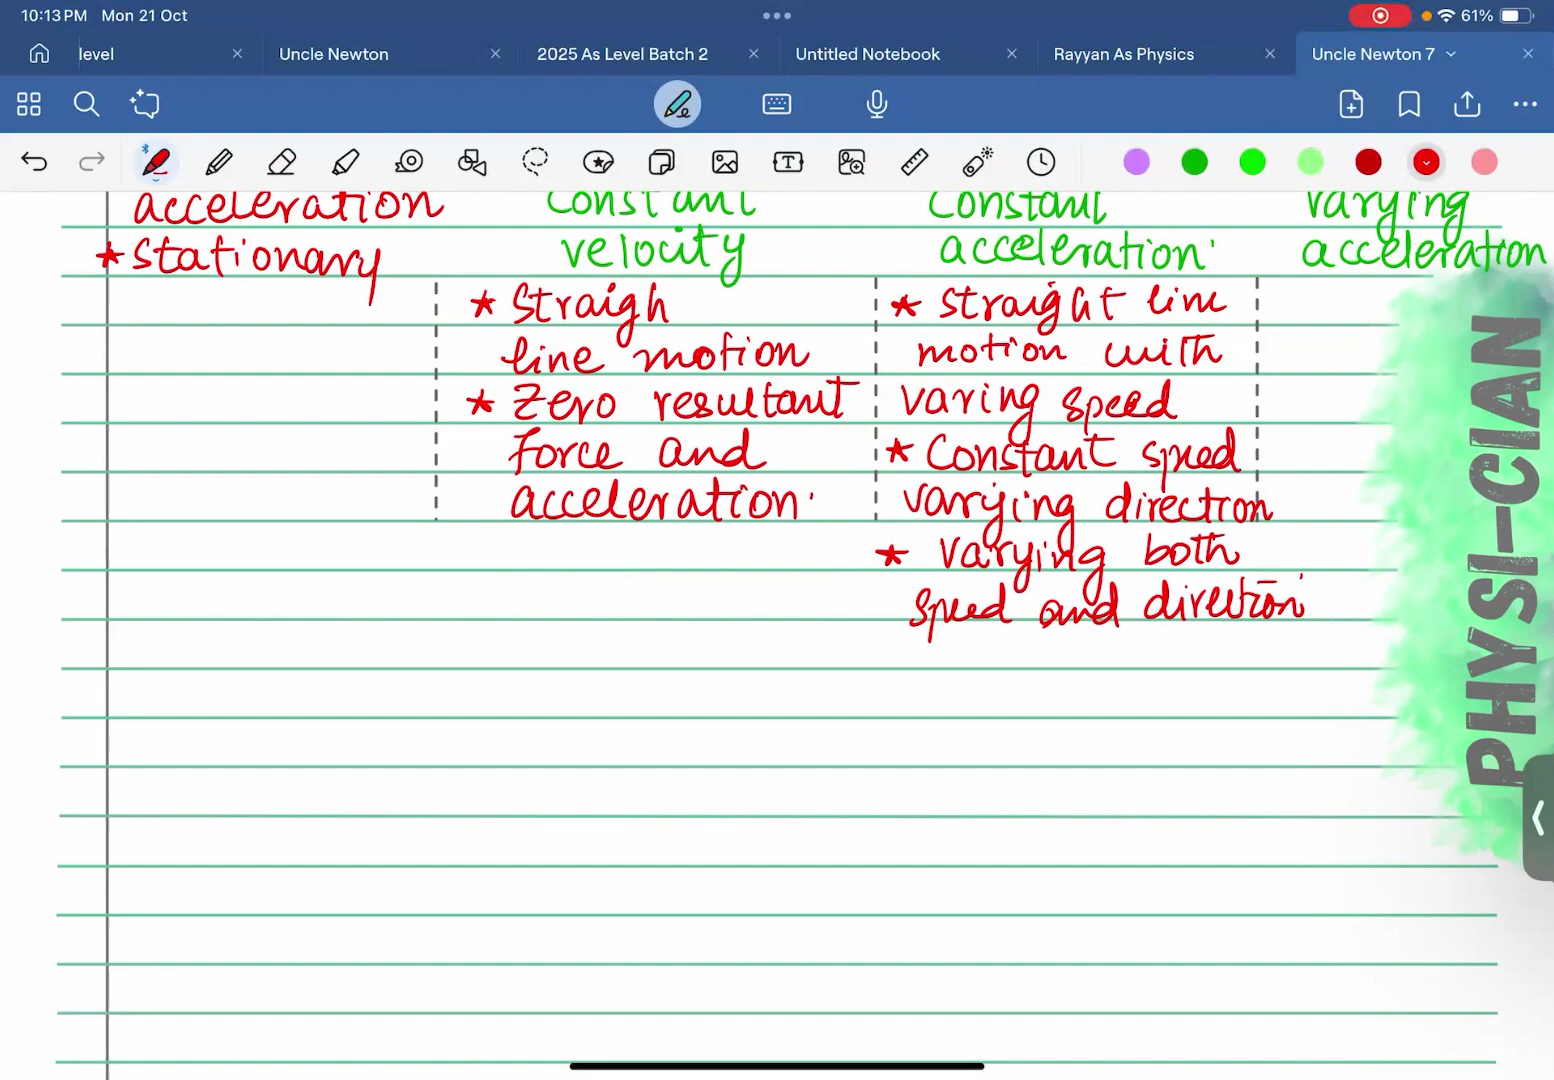 10:13 PM Mon 21 Oct
61%
level
Uncle Newton
2025 As Level Batch 2
Untitled Notebook
Rayyan As Physics
Uncle Newton 7
acceleration
* stationary
constant
velocity
* Straigh
line motion
* Zero resultant
force and
acceleration.
constant
acceleration.
* straight line
motion with
varing speed
* Constant speed
varying direction
* varying both
speed and direction
varying
acceleration
PHYSI-CIAN